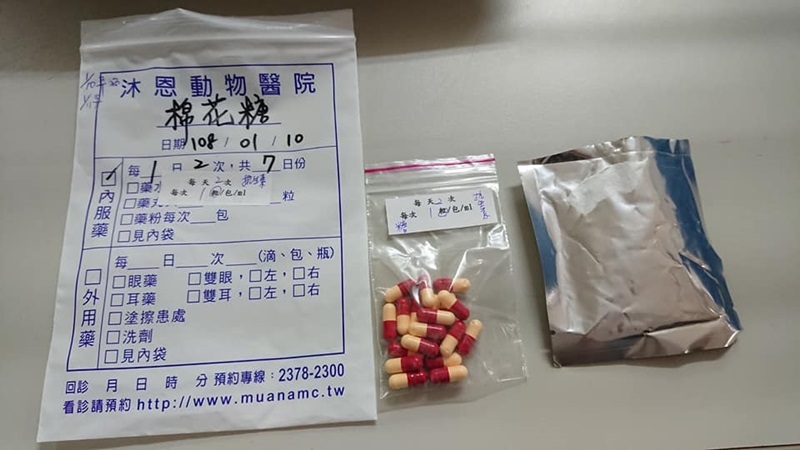 沐恩動物醫院
棉花糖
日期 108 / 01 / 10
內服藥
每 1 日 2 次，共 7 日份
每 天 2 次
每 次 1 顆/包/ml
□藥水
粒
□藥粉每次 包
□見內袋
□外用藥
每 日 次 (滴、包、瓶)
□眼藥 □雙眼，□左，□右
□耳藥 □雙耳，□左，□右
□塗擦患處
□洗劑
□見內袋
回診 月 日 時 分 預約專線：2378-2300
看診請預約 http://www.muanamc.tw
每 天 2 次
每 次 1 顆/包/ml
糖